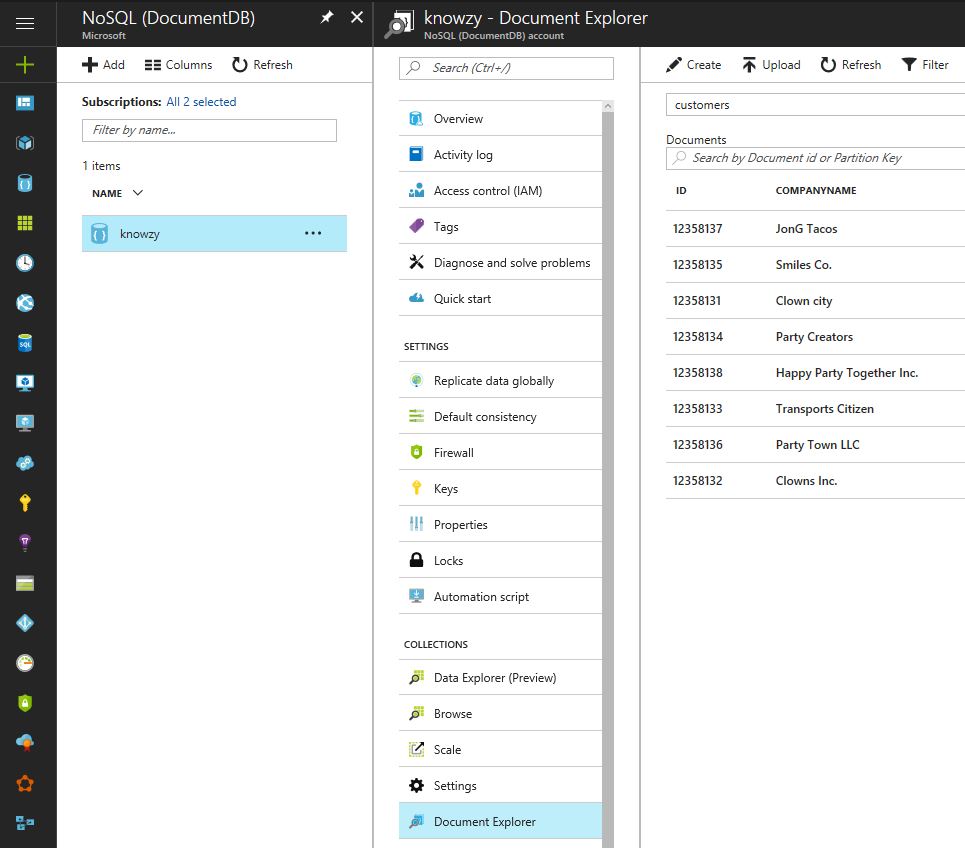 NoSQL (DocumentDB)
Microsoft
Add
Columns
Refresh
Subscriptions: All 2 selected
Filter by name...
1 items
NAME
knowzy
...
knowzy - Document Explorer
NoSQL (DocumentDB) account
Search (Ctrl+/)
Overview
Activity log
Access control (IAM)
Tags
Diagnose and solve problems
Quick start
SETTINGS
Replicate data globally
Default consistency
Firewall
Keys
Properties
Locks
Automation script
COLLECTIONS
Data Explorer (Preview)
Browse
Scale
Settings
Document Explorer
Create
Upload
Refresh
Filter
customers
Documents
Search by Document id or Partition Key
ID COMPANYNAME
12358137 JonG Tacos
12358135 Smiles Co.
12358131 Clown city
12358134 Party Creators
12358138 Happy Party Together Inc.
12358133 Transports Citizen
12358136 Party Town LLC
12358132 Clowns Inc.
SQL